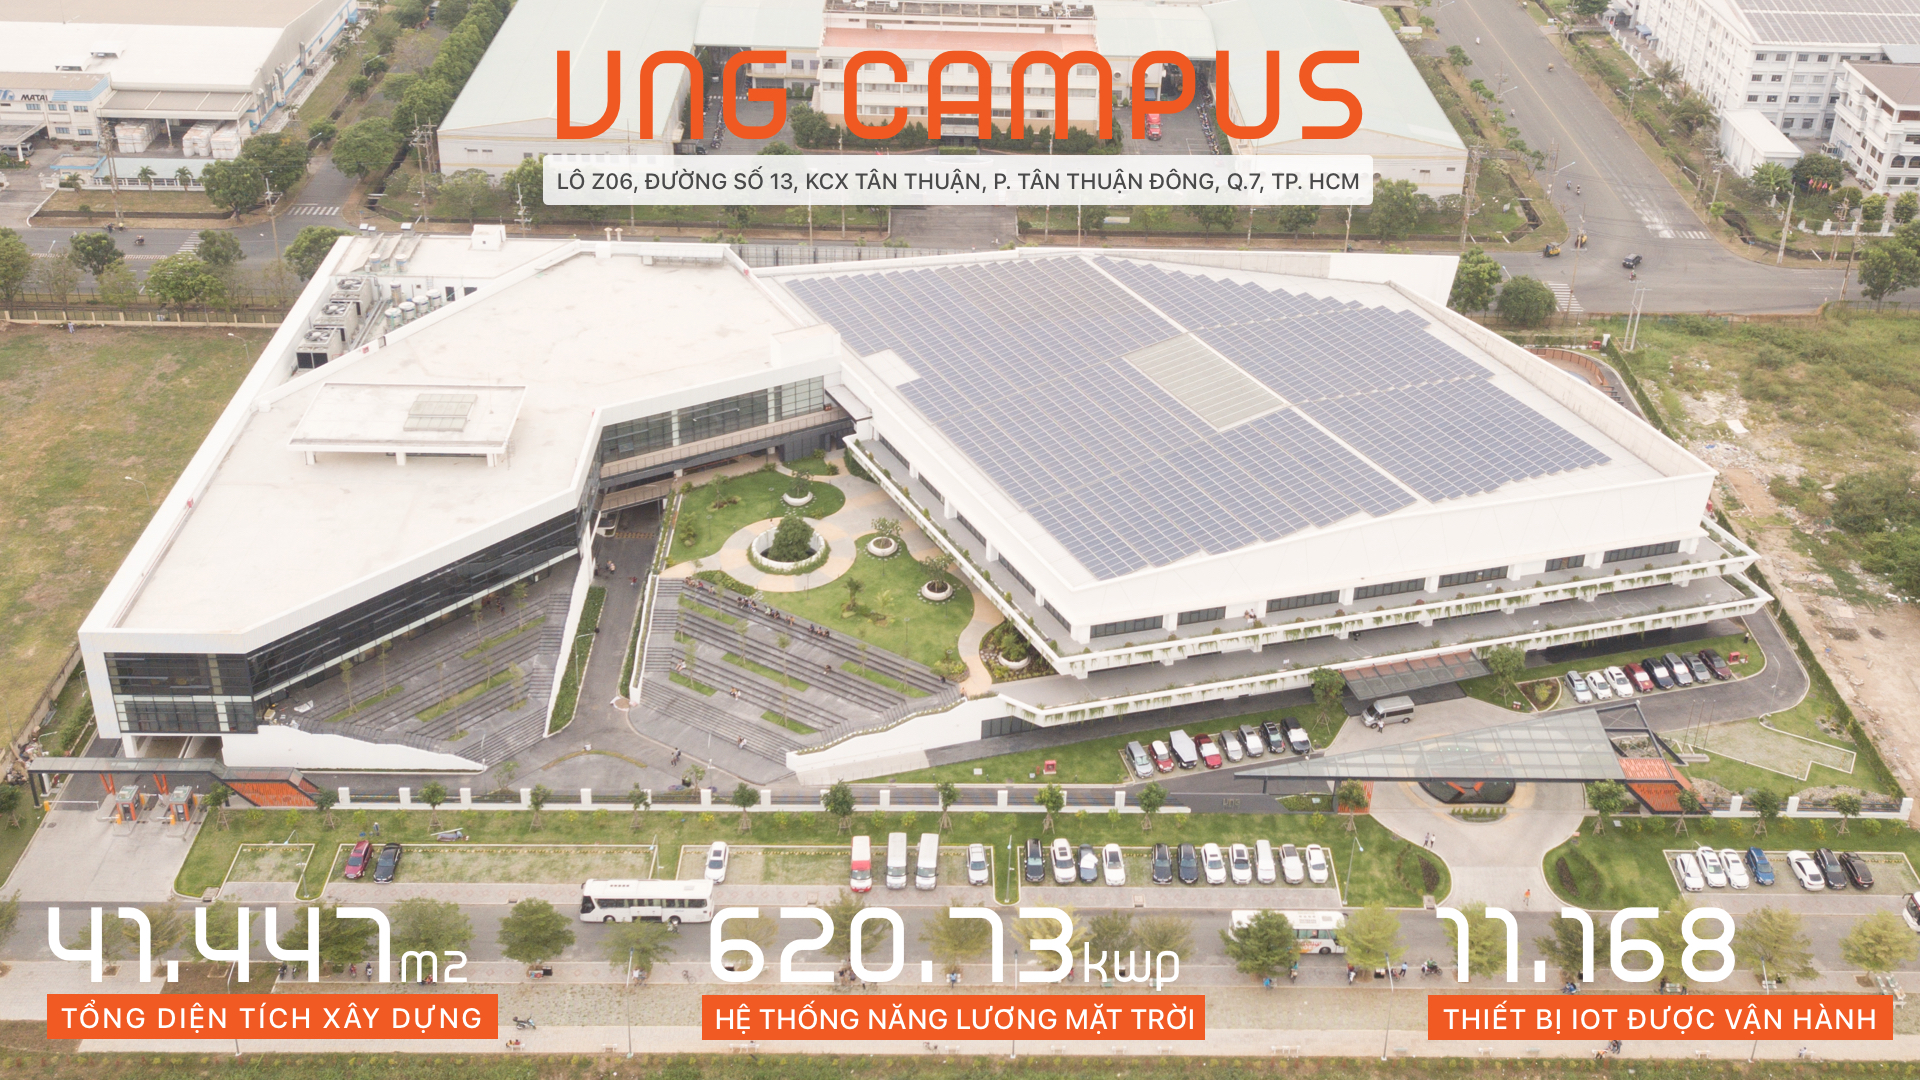 VNG CAMPUS
LÔ Z06, ĐƯỜNG SỐ 13, KCX TÂN THUẬN, P. TÂN THUẬN ĐÔNG, Q.7, TP. HCM
MATAI
41.447m2
TỔNG DIỆN TÍCH XÂY DỰNG
620.73kwp
HỆ THỐNG NĂNG LƯƠNG MẶT TRỜI
11.168
THIẾT BỊ IOT ĐƯỢC VẬN HÀNH